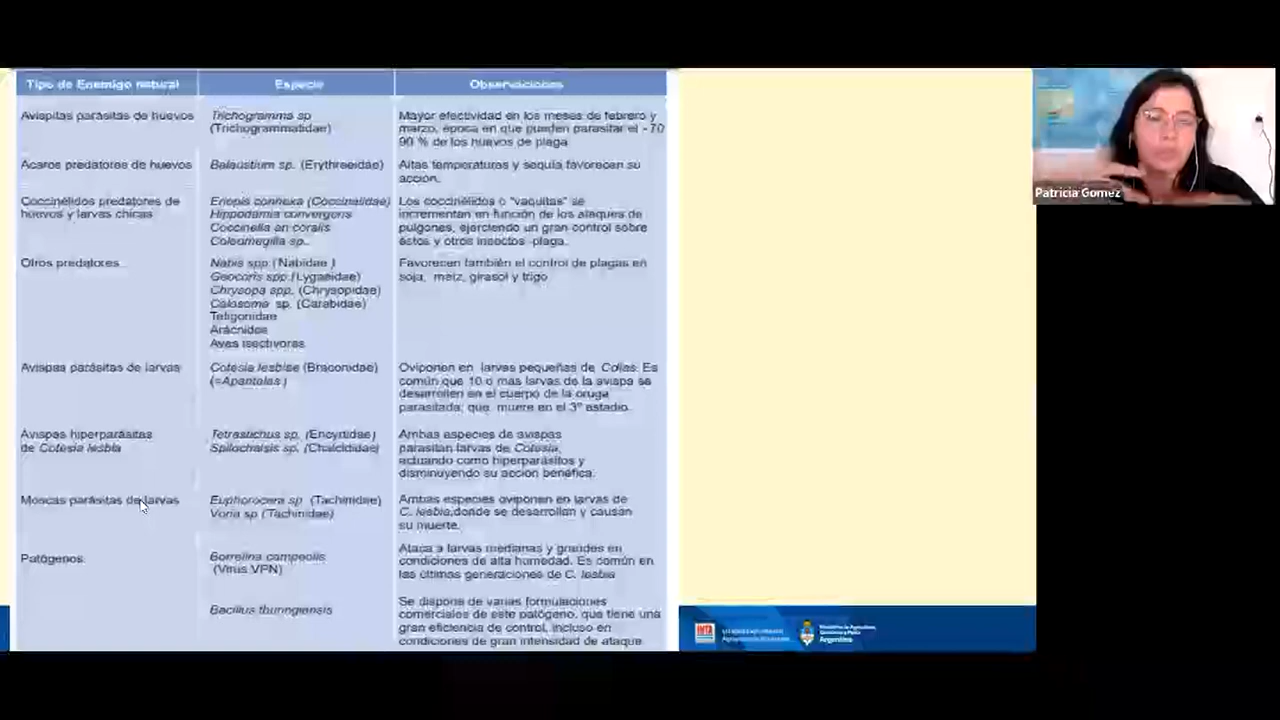 Tipo de Enemigo natural
Especie
Observaciones
Avispitas parásitas de huevos
Trichogramma sp
(Trichogrammatidae)
Mayor efectividad en los meses de febrero y
marzo, época en que pueden parasitar el - 70
90 % de los huevos de plaga
Acaros predatores de huevos
Balaustium sp. (Erythraeidae)
Altas temperaturas y sequía favorecen su
acción.
Coccinélidos predatores de
huevos y larvas chicas
Eriopis connexa (Coccinellidae)
Hippodamia convergens
Coccinella an coralis
Coleomegilla sp..
Los coccinélidos o "vaquitas" se
incrementan en función de los ataques de
pulgones, ejerciendo un gran control sobre
éstos y otros insectos -plaga.
Otros predatores
Nabis spp.(Nabidae )
Geocoris spp.(Lygaeidae)
Chrysopa spp. (Chrysopidae)
Calosoma sp. (Carabidae)
Tetigonidae
Arácnidos
Aves isectívoras
Favorecen también el control de plagas en
soja, maíz, girasol y trigo
Avispas parásitas de larvas
Cotesia lesbiae (Braconidae)
(=Apantalas )
Oviponen en larvas pequeñas de Colias. Es
común que 10 o mas larvas de la avispa se
desarrollen en el cuerpo de la oruga
parasitada, que muere en el 3º estadio.
Avispas hiperparásitas
de Cotesia lesbia
Tetrastichus sp. (Encyrtidae)
Spilochalsis sp. (Chalcididae)
Ambas especies de avispas
parasitan larvas de Cotesia,
actuando como hiperparásitos y
disminuyendo su acción benéfica.
Moscas parásitas de larvas
Euphorocera sp (Tachinidae)
Voria sp (Tachinidae)
Ambas especies oviponen en larvas de
C. lesbia,donde se desarrollan y causan
su muerte.
Patógenos
Borrelina campeolis
(Virus VPN)
Ataca a larvas medianas y grandes en
condiciones de alta humedad. Es común en
las últimas generaciones de C. lesbia
Bacillus thuringiensis
Se dispone de varias formulaciones
comerciales de este patógeno, que tiene una
gran eficiencia de control, incluso en
condiciones de gran intensidad de ataque
Patricia Gomez
INTA
Argentina